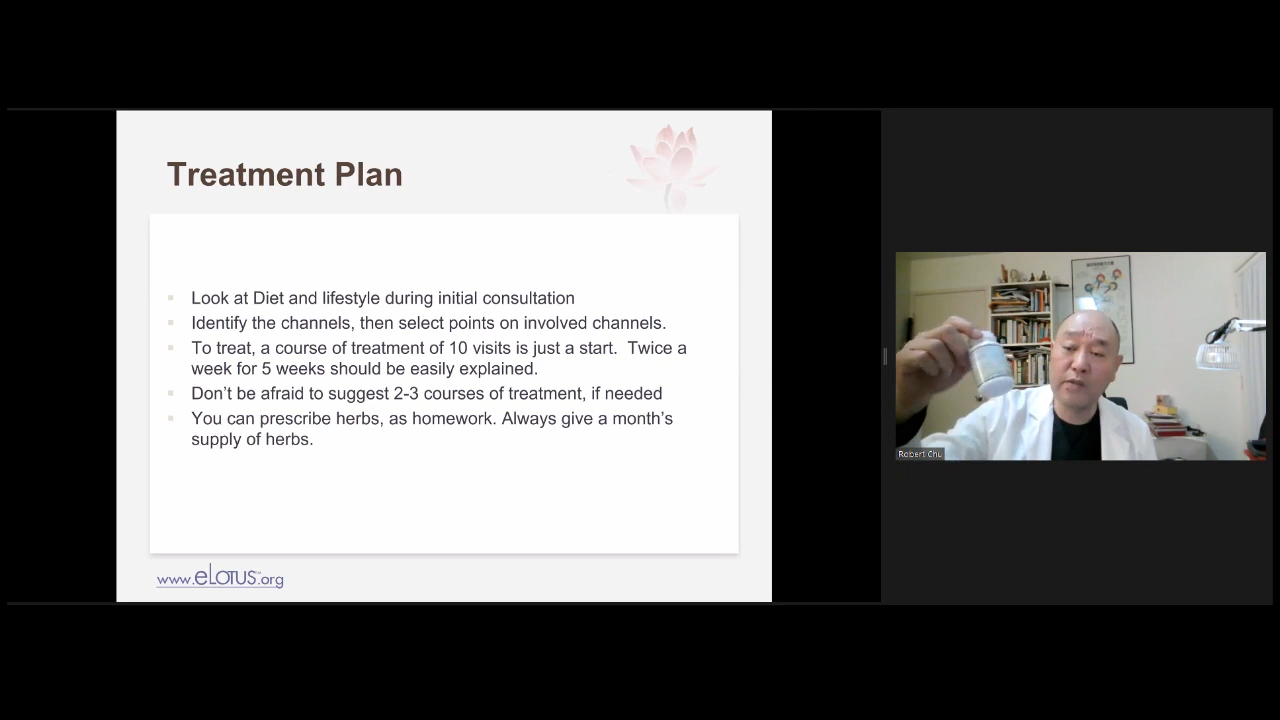 Treatment Plan
Look at Diet and lifestyle during initial consultation
Identify the channels, then select points on involved channels.
To treat, a course of treatment of 10 visits is just a start.  Twice a
week for 5 weeks should be easily explained.
Don’t be afraid to suggest 2-3 courses of treatment, if needed
You can prescribe herbs, as homework. Always give a month’s
supply of herbs.
www.eLOTUS.org
Robert Chu